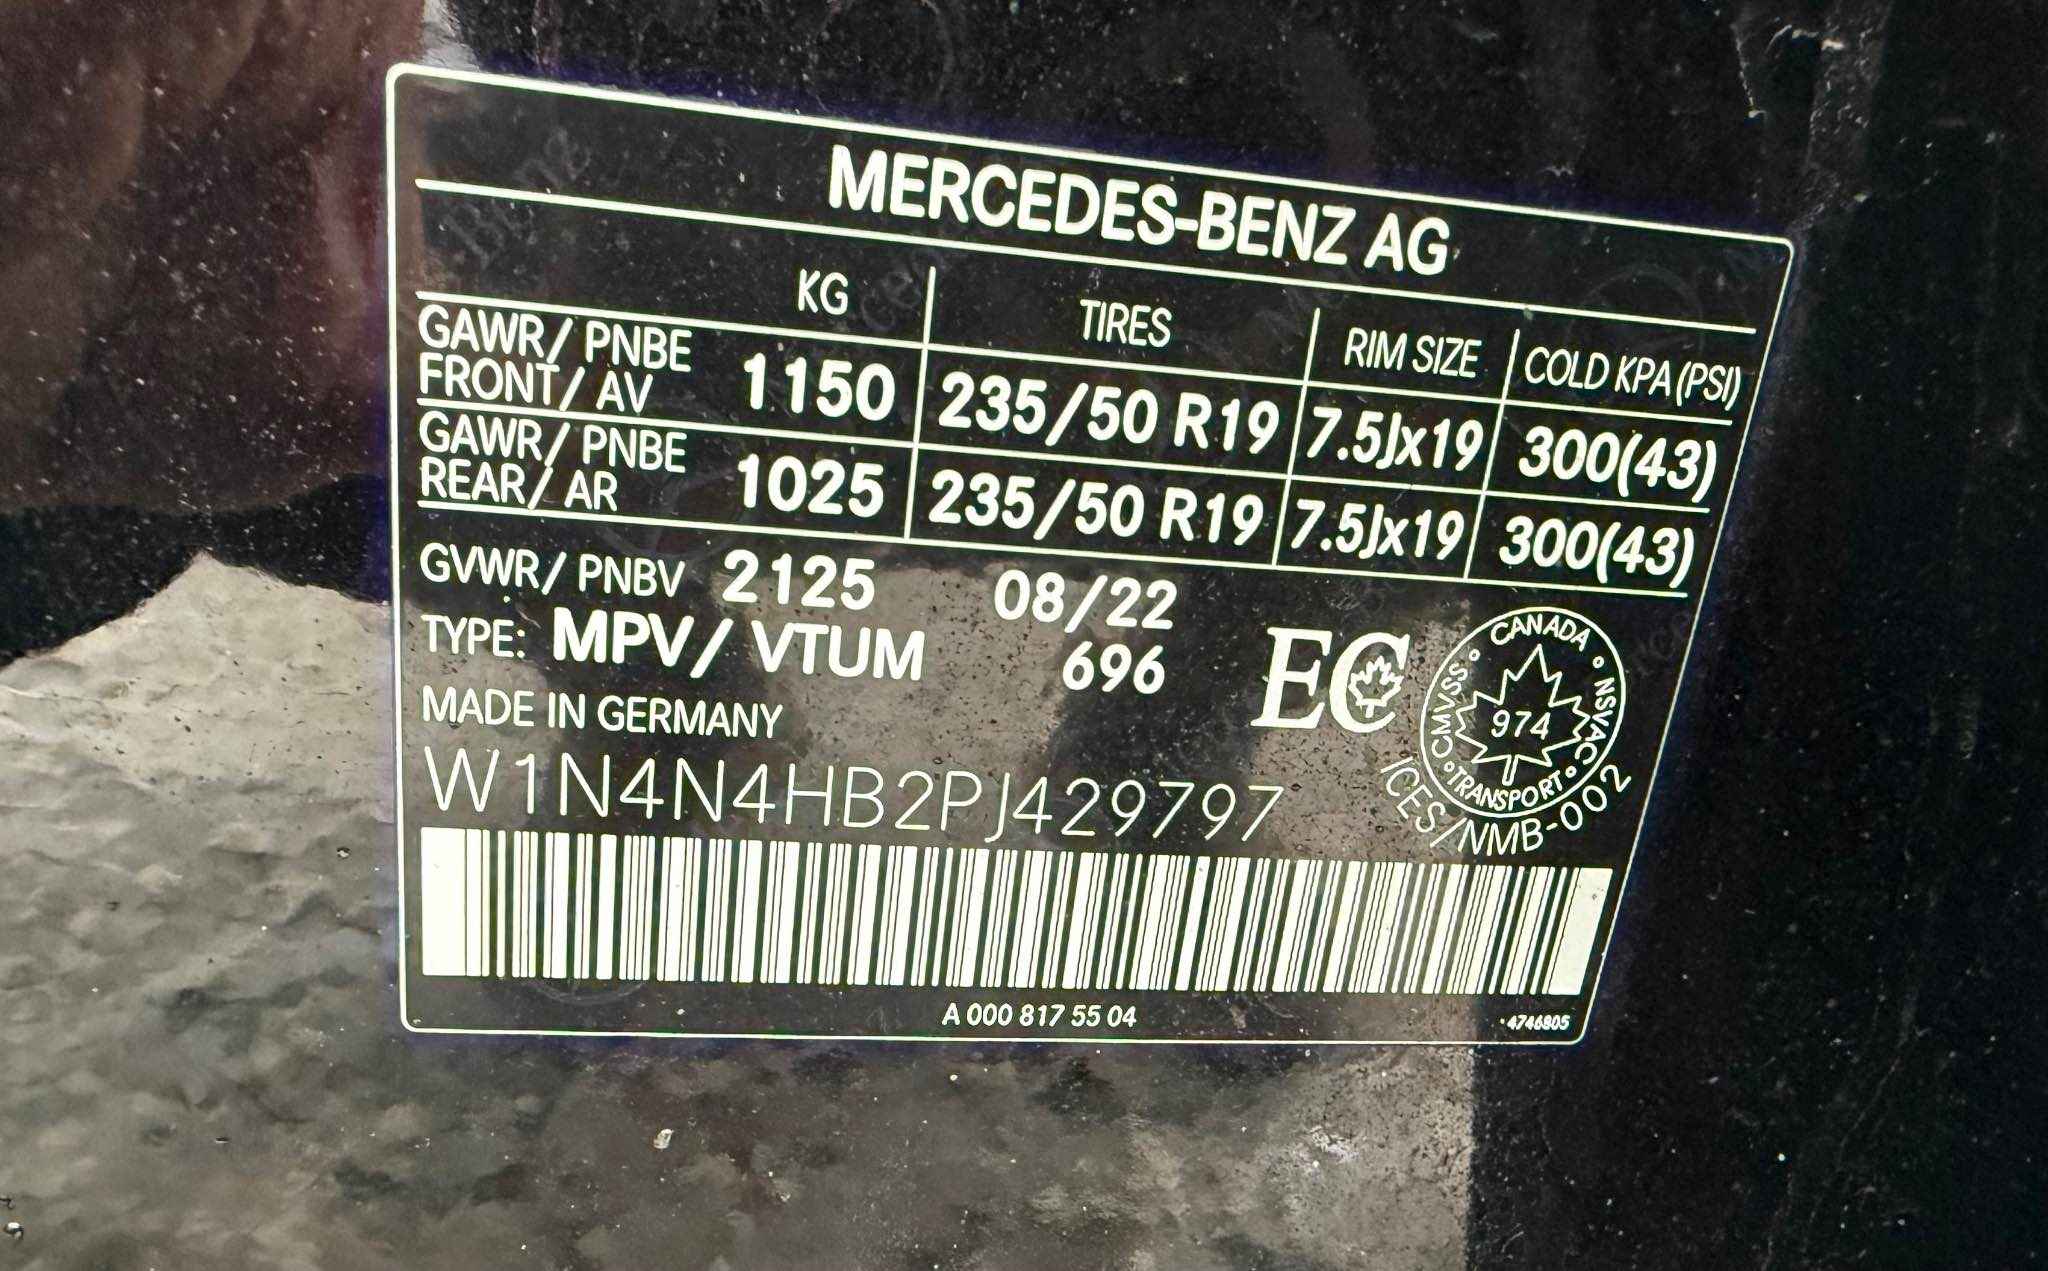 MERCEDES-BENZ AG
KG TIRES RIM SIZE COLD KPA (PSI)
GAWR/ PNBE
FRONT/ AV 1150 235/50 R19 7.5Jx19 300(43)
GAWR/ PNBE
REAR/ AR 1025 235/50 R19 7.5Jx19 300(43)
GVWR/ PNBV 2125 08/22
TYPE: MPV/ VTUM 696
MADE IN GERMANY
EC
CANADA
CMVSS
NSVAC
974
TRANSPORT
ICES/NMB-002
W1N4N4HB2PJ429797
A 000 817 55 04
4746805